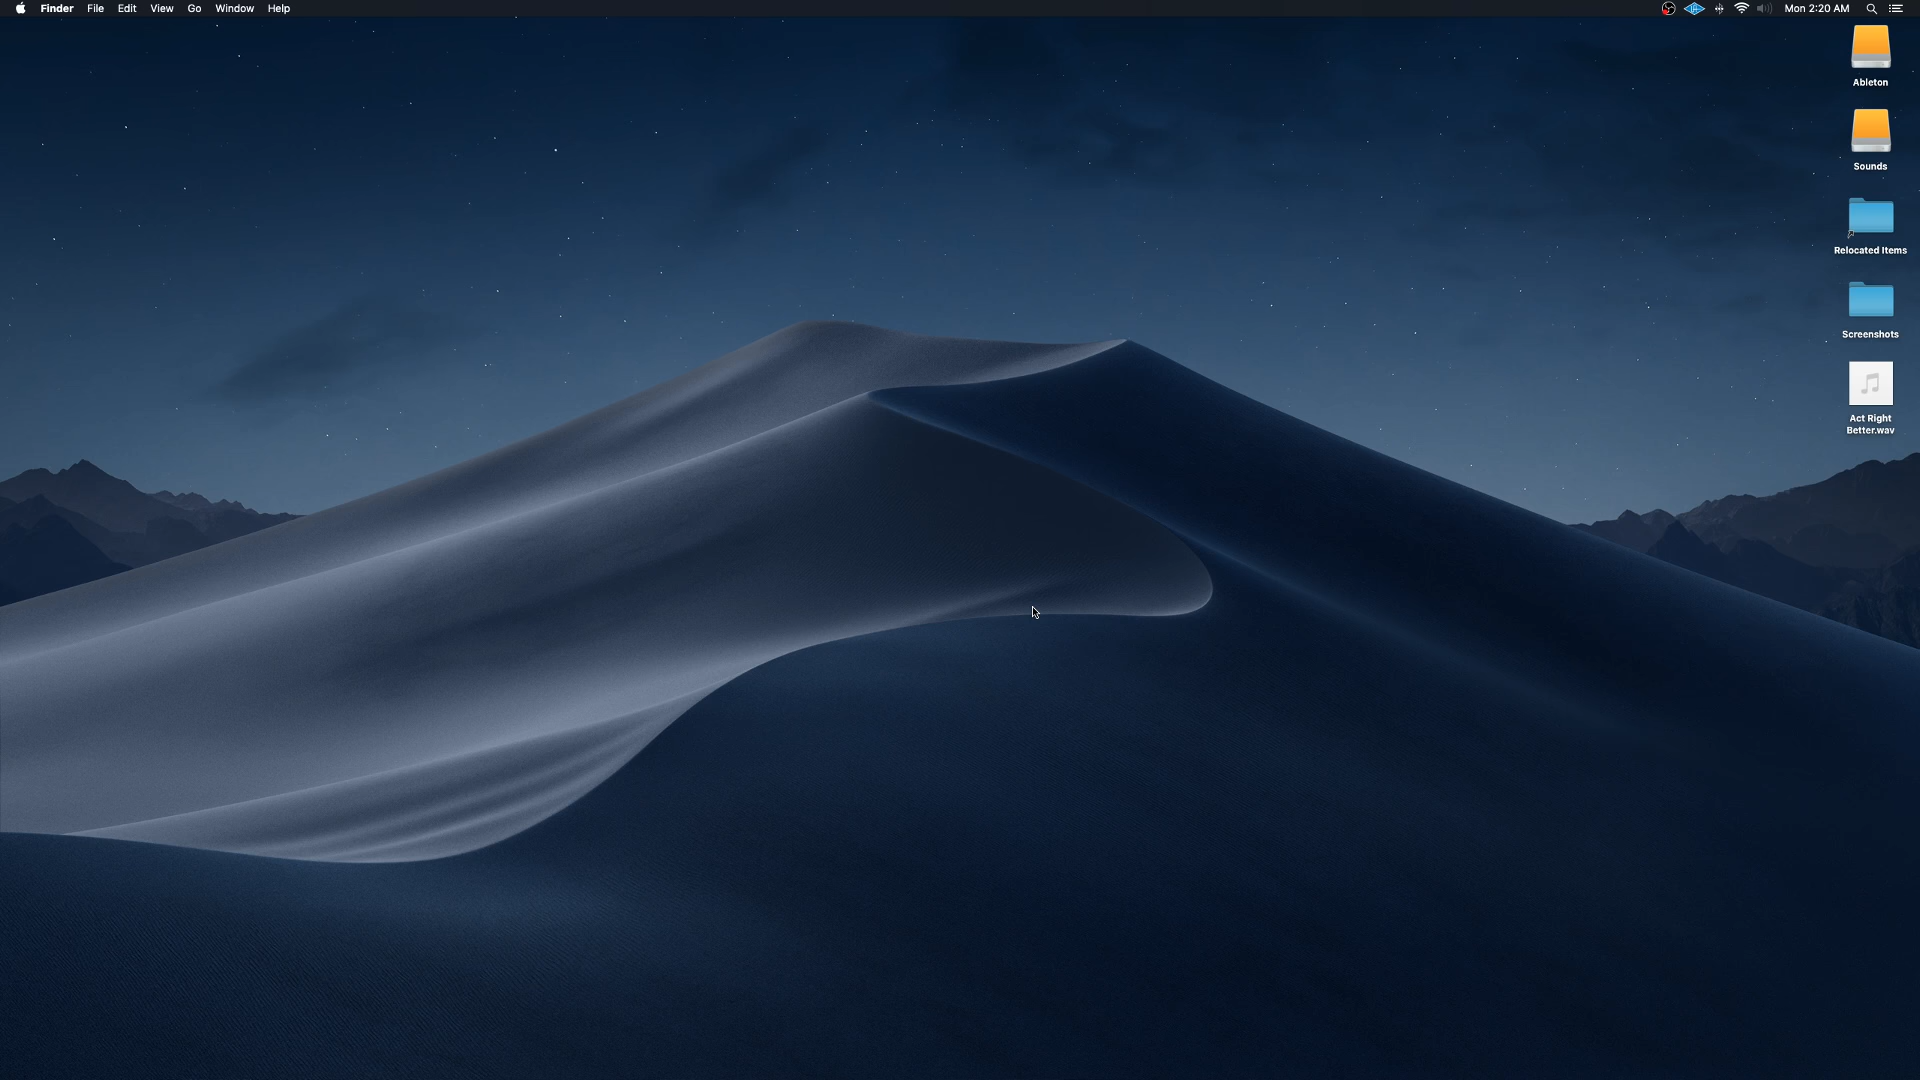 Finder File Edit View Go Window Help Mon 2:20 AM
Ableton
Sounds
Relocated Items
Screenshots
Act Right
Better.wav